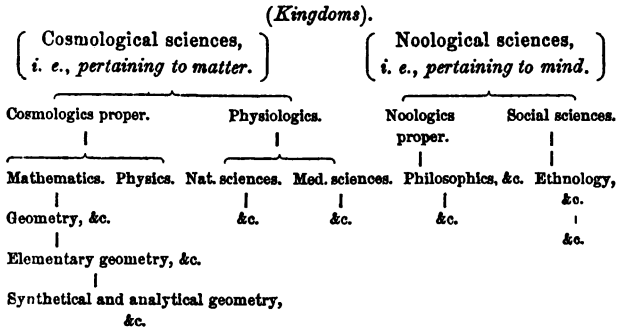 (Kingdoms).
Cosmological sciences, Noological sciences,
i. e., pertaining to matter. i. e., pertaining to mind.
Cosmologics proper. Physiologics. Noologics Social sciences.
proper.
Mathematics. Physics. Nat. sciences. Med. sciences. Philosophics, &c. Ethnology,
&c.
Geometry, &c. &c. &c. &c.
&c.
Elementary geometry, &c.
Synthetical and analytical geometry,
&c.